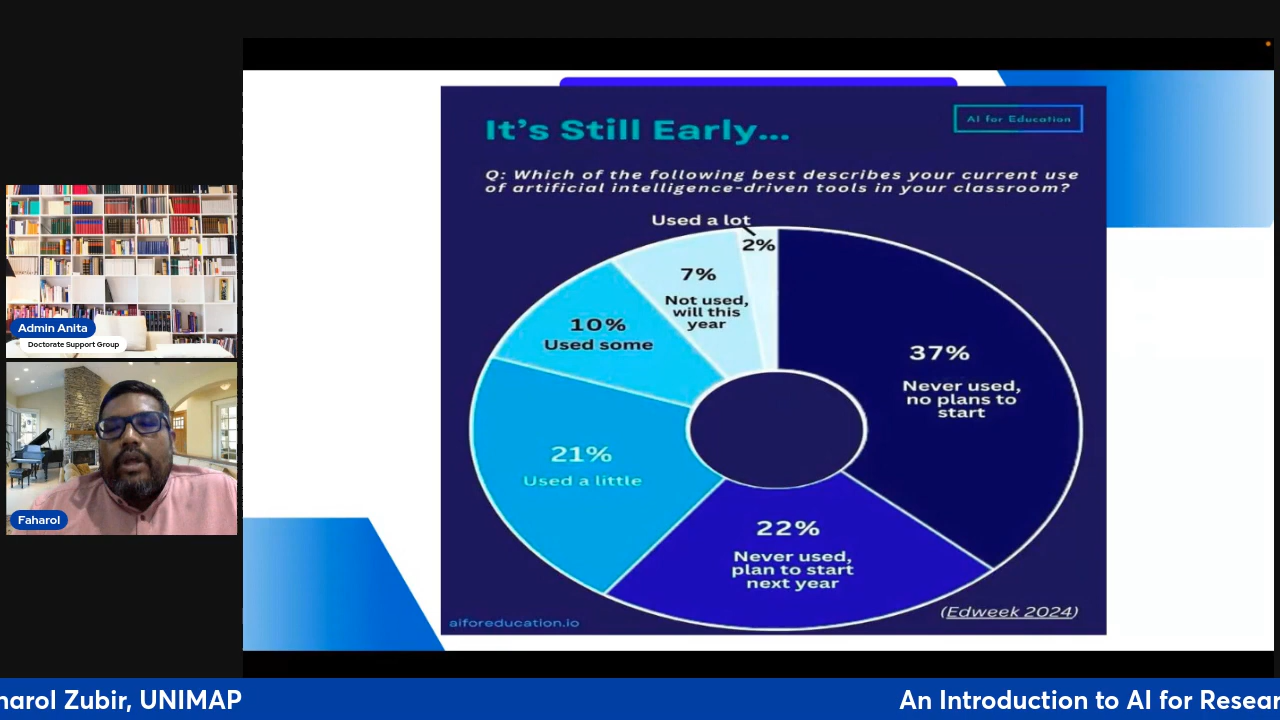 It's Still Early...
AI for Education
Q: Which of the following best describes your current use
of artificial intelligence-driven tools in your classroom?
Used a lot
2%
7%
Not used,
will this
year
10%
Used some
37%
Never used,
no plans to
start
21%
Used a little
22%
Never used,
plan to start
next year
(Edweek 2024)
aiforeducation.io
Admin Anita
Doctorate Support Group
Faharol
harol Zubir, UNIMAP
An Introduction to AI for Resear